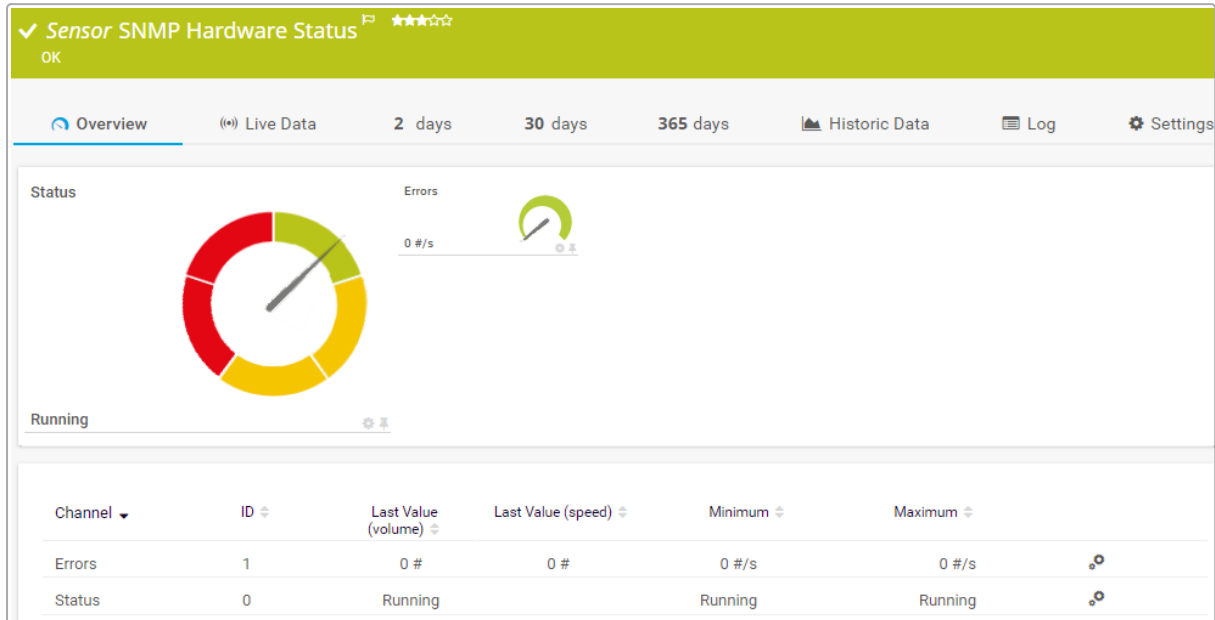 Sensor SNMP Hardware Status
OK
Overview Live Data 2 days 30 days 365 days Historic Data Log Settings
Status
Errors
0 #/s
Running
Channel ID Last Value (volume) Last Value (speed) Minimum Maximum
Errors 1 0 # 0 # 0 #/s 0 #/s
Status 0 Running Running Running